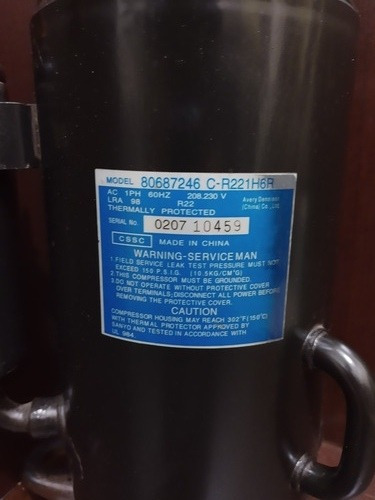 MODEL 80687246 C-R221H6R
AC 1PH 60HZ 208.230 V
LRA 98 R22
THERMALLY PROTECTED
Avery Dennison
(China) Co., Ltd.
SERIAL NO. 0207 10459
CSSC MADE IN CHINA
WARNING-SERVICEMAN
1.FIELD SERVICE LEAK TEST PRESSURE MUST NOT
EXCEED 150 P.S.I.G. (10.5KG/CM²G)
2.THIS COMPRESSOR MUST BE GROUNDED.
3.DO NOT OPERATE WITHOUT PROTECTIVE COVER
OVER TERMINALS;DISCONNECT ALL POWER BEFORE
REMOVING THE PROTECTIVE COVER.
CAUTION
COMPRESSOR HOUSING MAY REACH 302°F(150°C)
WITH THERMAL PROTECTOR APPROVED BY
SANYO AND TESTED IN ACCORDANCE WITH
UL 984.